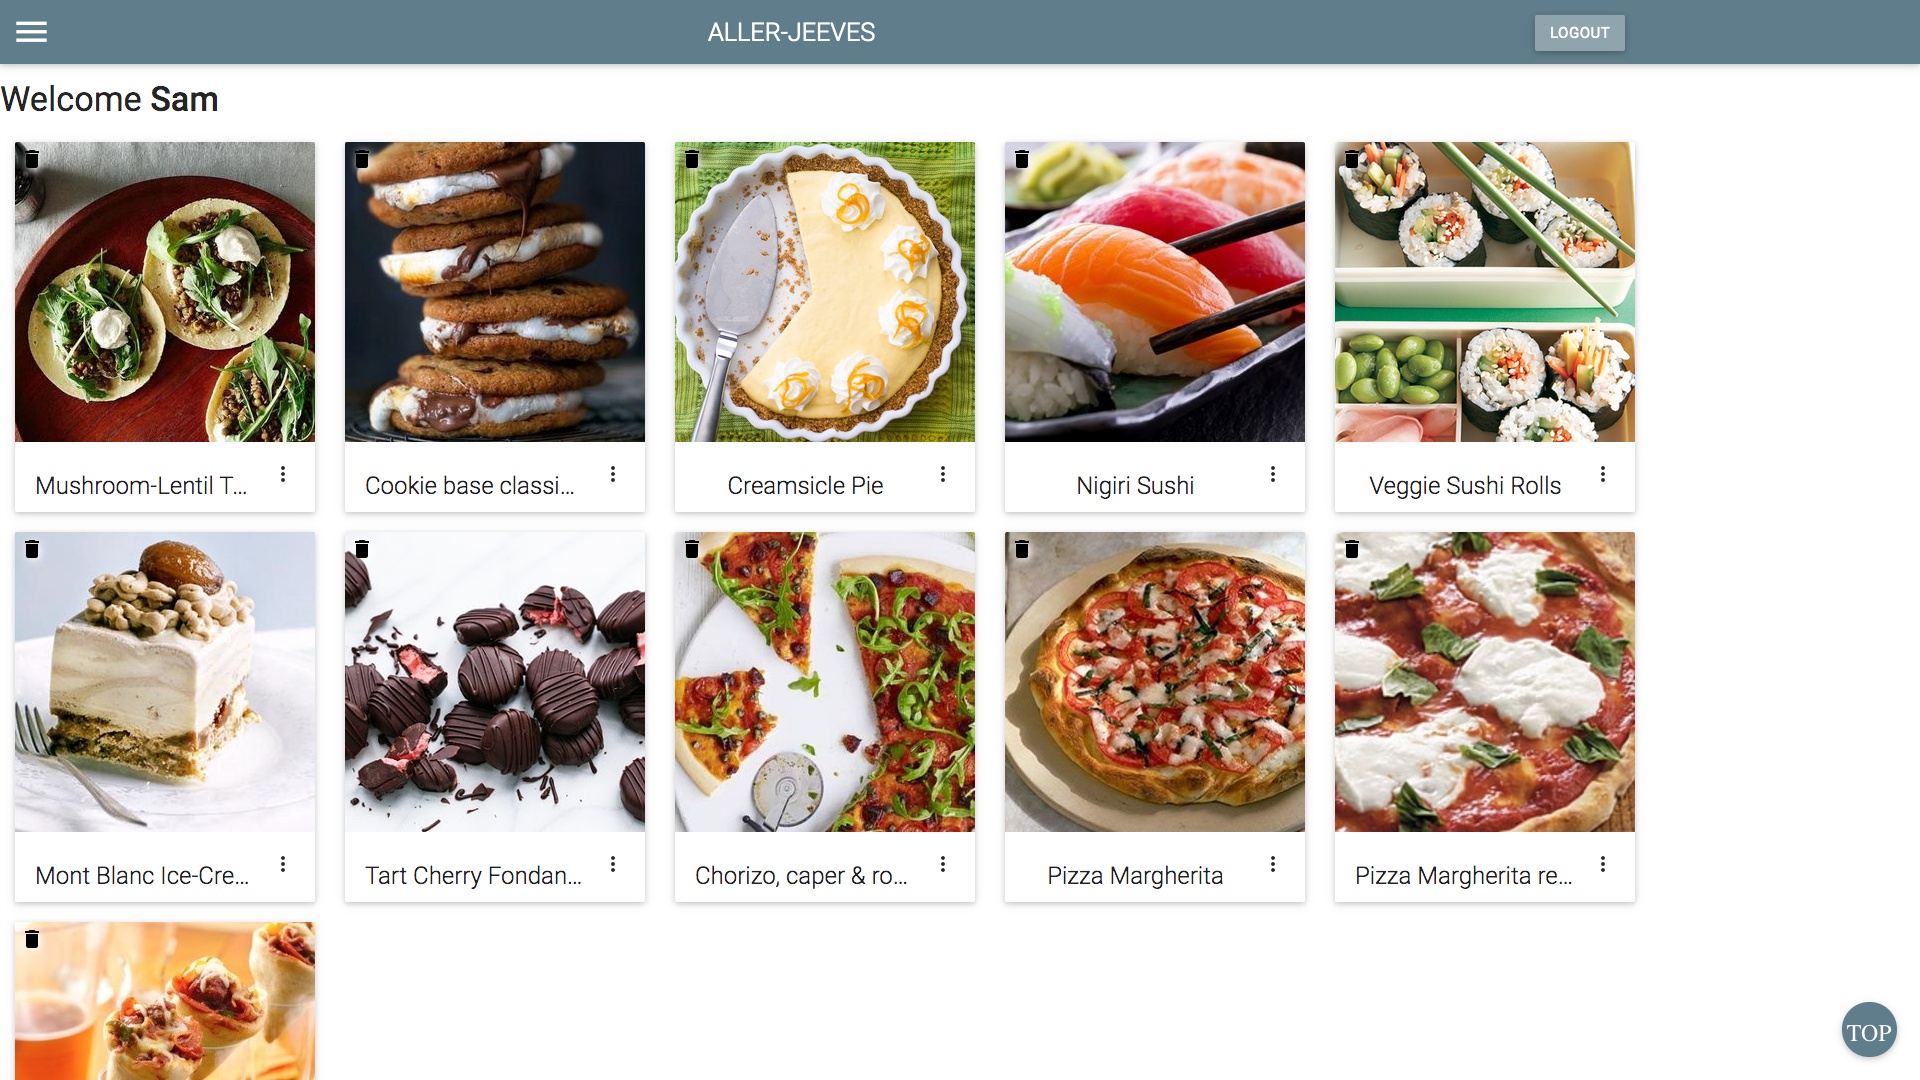 ALLER-JEEVES
LOGOUT
Welcome Sam
Mushroom-Lentil T...
Cookie base classi...
Creamsicle Pie
Nigiri Sushi
Veggie Sushi Rolls
Mont Blanc Ice-Cre...
Tart Cherry Fondan...
Chorizo, caper & ro...
Pizza Margherita
Pizza Margherita re...
TOP